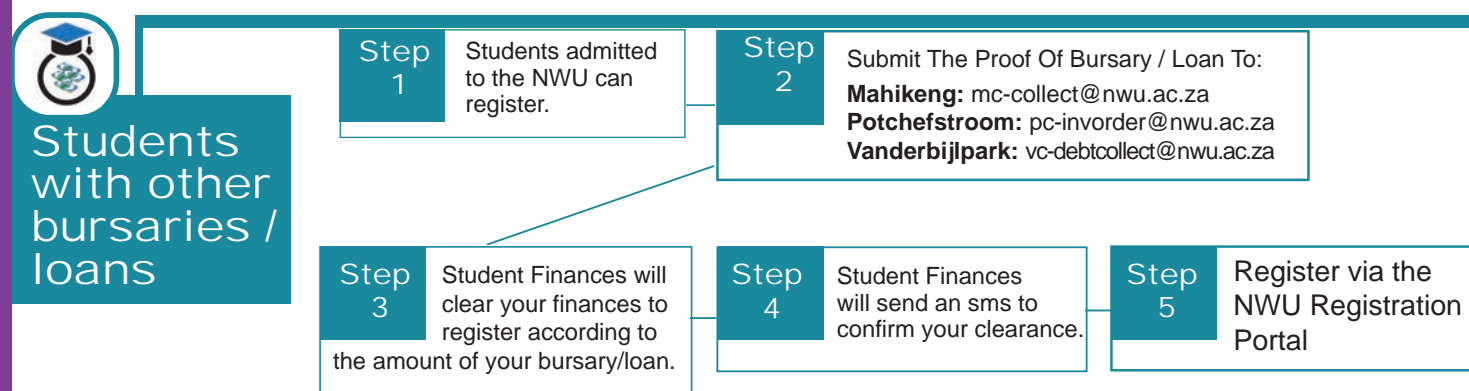 Students
with other
bursaries /
loans
Step
1
Students admitted
to the NWU can
register.
Step
2
Submit The Proof Of Bursary / Loan To:
Mahikeng: mc-collect@nwu.ac.za
Potchefstroom: pc-invorder@nwu.ac.za
Vanderbijlpark: vc-debtcollect@nwu.ac.za
Step
3
Student Finances will
clear your finances to
register according to
the amount of your bursary/loan.
Step
4
Student Finances
will send an sms to
confirm your clearance.
Step
5
Register via the
NWU Registration
Portal